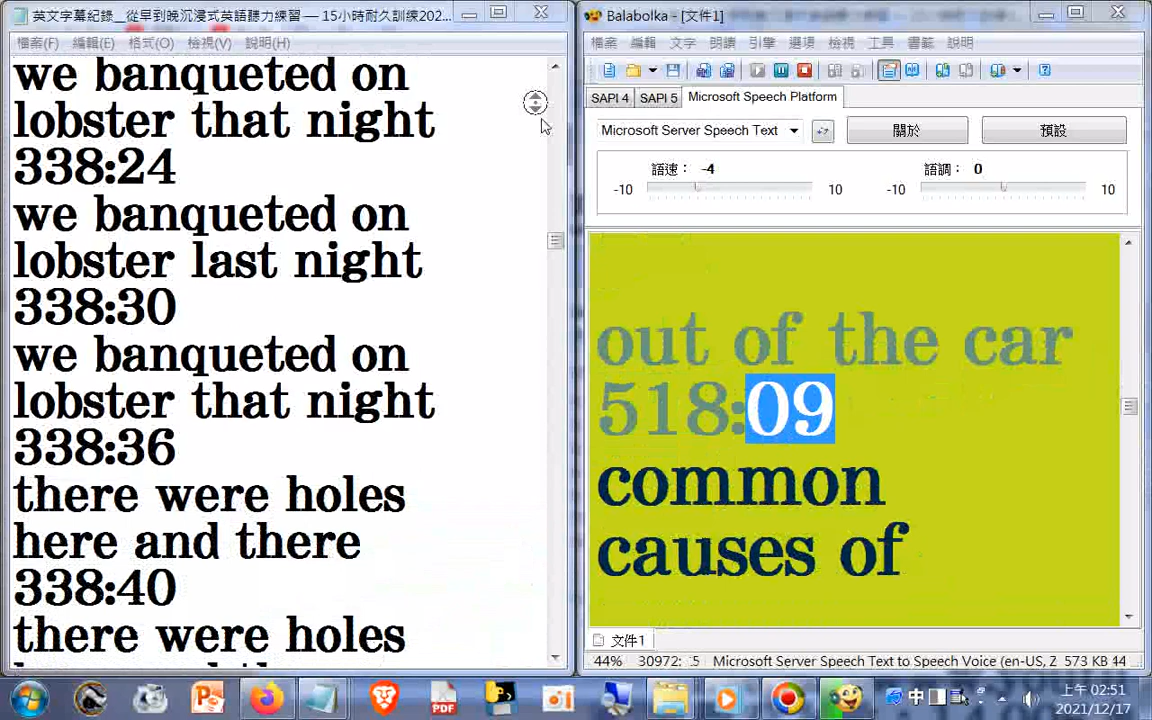 英文字幕紀錄__從早到晚沉浸式英語聽力練習 — 15小時耐久訓練202...
檔案(F) 編輯(E) 格式(O) 檢視(V) 說明(H)
we banqueted on
lobster that night
338:24
we banqueted on
lobster last night
338:30
we banqueted on
lobster that night
338:36
there were holes
here and there
338:40
there were holes
Balabolka - [文件1]
檔案 編輯 文字 朗讀 引擎 選項 檢視 工具 書籤 說明
SAPI 4 SAPI 5 Microsoft Speech Platform
Microsoft Server Speech Text 關於 預設
語速： -4 語調： 0
-10 10 -10 10
out of the car
518:09
common
causes of
文件1
44% 30972: Microsoft Server Speech Text to Speech Voice (en-US, Z 573 KB 44
PDF
中
上午 02:51
2021/12/17